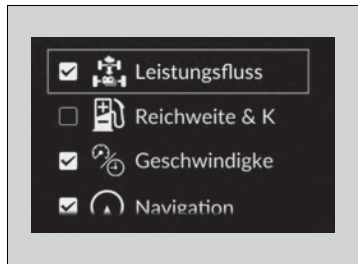 Leistungsfluss
Reichweite & K
Geschwindigke
Navigation